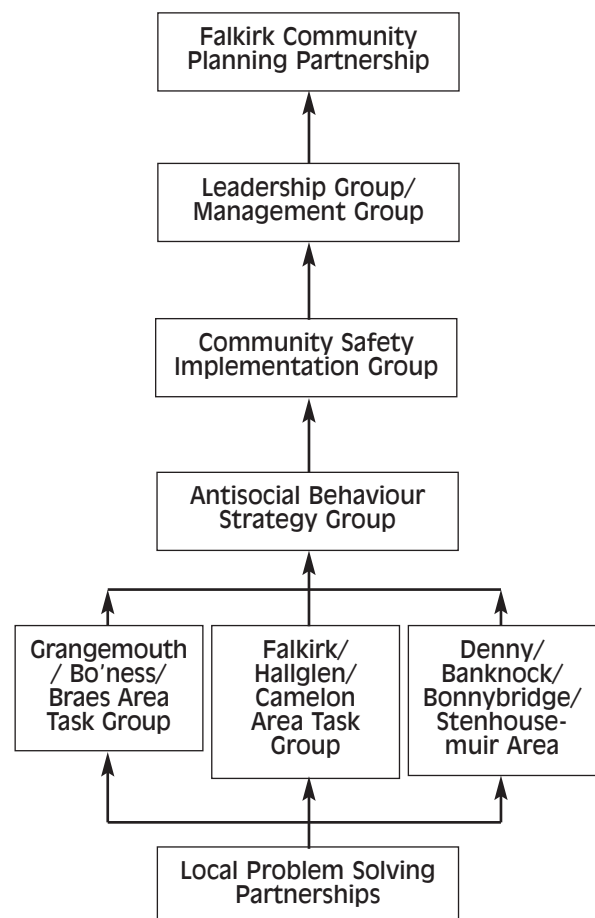 Falkirk Community
Planning Partnership
Leadership Group/
Management Group
Community Safety
Implementation Group
Antisocial Behaviour
Strategy Group
Grangemouth
/ Bo'ness/
Braes Area
Task Group
Falkirk/
Hallglen/
Camelon
Area Task
Group
Denny/
Banknock/
Bonnybridge/
Stenhouse-
muir Area
Local Problem Solving
Partnerships